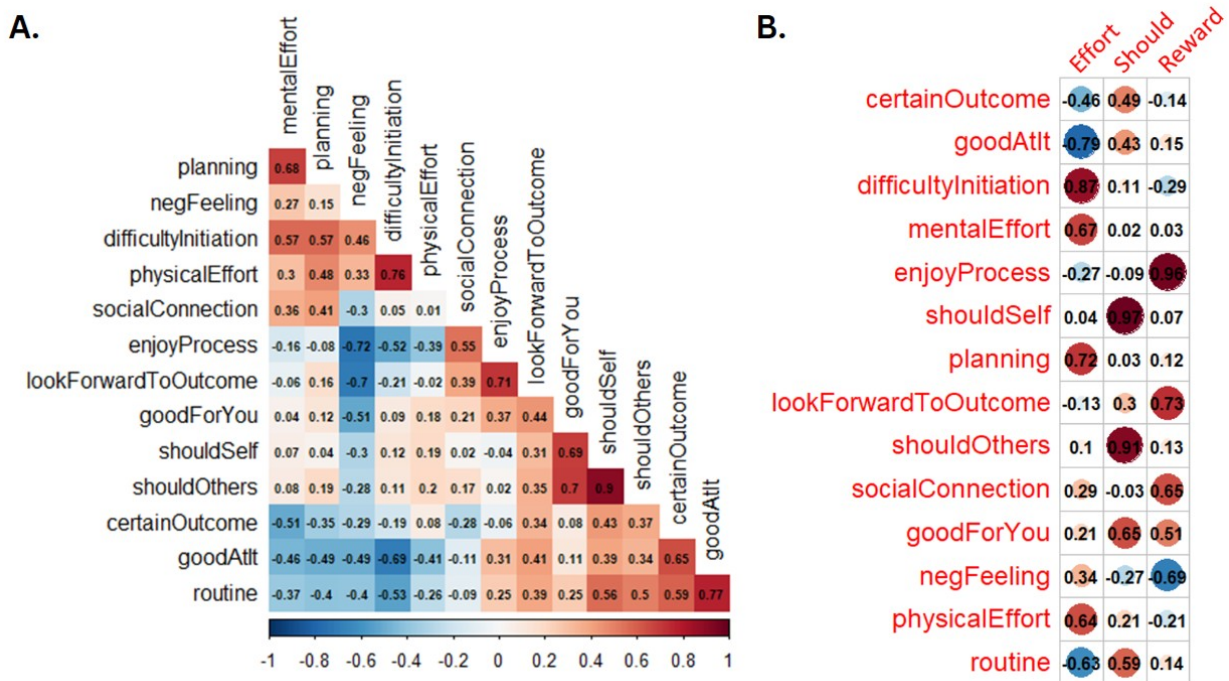 A.
mentalEffort
planning
negFeeling
difficultyInitiation
physicalEffort
socialConnection
enjoyProcess
lookForwardToOutcome
goodForYou
shouldSelf
shouldOthers
certainOutcome
goodAtIt
planning 0.68
negFeeling 0.27 0.15
difficultyInitiation 0.57 0.57 0.46
physicalEffort 0.3 0.48 0.33 0.76
socialConnection 0.36 0.41 -0.3 0.05 0.01
enjoyProcess -0.16 -0.08 -0.72 -0.52 -0.39 0.55
lookForwardToOutcome -0.06 0.16 -0.7 -0.21 -0.02 0.39 0.71
goodForYou 0.04 0.12 -0.51 0.09 0.18 0.21 0.37 0.44
shouldSelf 0.07 0.04 -0.3 0.12 0.19 0.02 -0.04 0.31 0.69
shouldOthers 0.08 0.19 -0.28 0.11 0.2 0.17 0.02 0.35 0.7 0.9
certainOutcome -0.51 -0.35 -0.29 -0.19 0.08 -0.28 -0.06 0.34 0.08 0.43 0.37
goodAtIt -0.46 -0.49 -0.49 -0.69 -0.41 -0.11 0.31 0.41 0.11 0.39 0.34 0.65
routine -0.37 -0.4 -0.4 -0.53 -0.26 -0.09 0.25 0.39 0.25 0.56 0.5 0.59 0.77
-1 -0.8 -0.6 -0.4 -0.2 0 0.2 0.4 0.6 0.8 1
B.
Effort Should Reward
certainOutcome -0.46 0.49 -0.14
goodAtIt -0.79 0.43 0.15
difficultyInitiation 0.87 0.11 -0.29
mentalEffort 0.67 0.02 0.03
enjoyProcess -0.27 -0.09 0.96
shouldSelf 0.04 0.97 0.07
planning 0.72 0.03 0.12
lookForwardToOutcome -0.13 0.3 0.73
shouldOthers 0.1 0.91 0.13
socialConnection 0.29 -0.03 0.65
goodForYou 0.21 0.65 0.51
negFeeling 0.34 -0.27 -0.69
physicalEffort 0.64 0.21 -0.21
routine -0.63 0.59 0.14